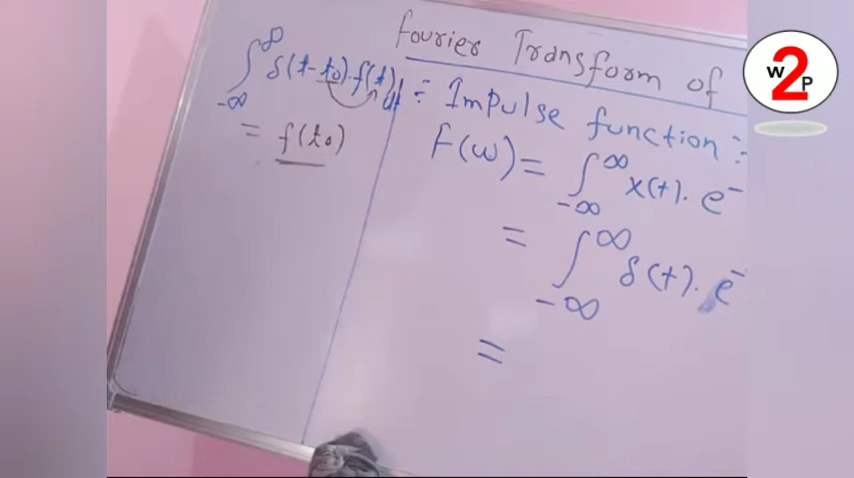 ∫_{-∞}^{∞} δ(t-t₀).f(t)dt
= f(t₀)
Fourier Transform of
÷ Impulse function :-
F(ω) = ∫_{-∞}^{∞} x(t). e^-
= ∫_{-∞}^{∞} δ(t). e^-
=
w2P